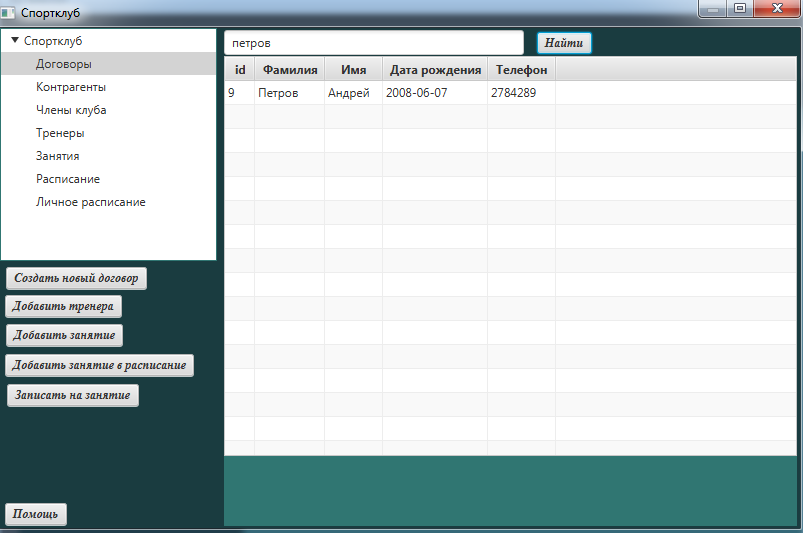 Спортклуб
Спортклуб
Договоры
Контрагенты
Члены клуба
Тренеры
Занятия
Расписание
Личное расписание
Создать новый договор
Добавить тренера
Добавить занятие
Добавить занятие в расписание
Записать на занятие
Помощь
петров Найти
id Фамилия Имя Дата рождения Телефон
9 Петров Андрей 2008-06-07 2784289